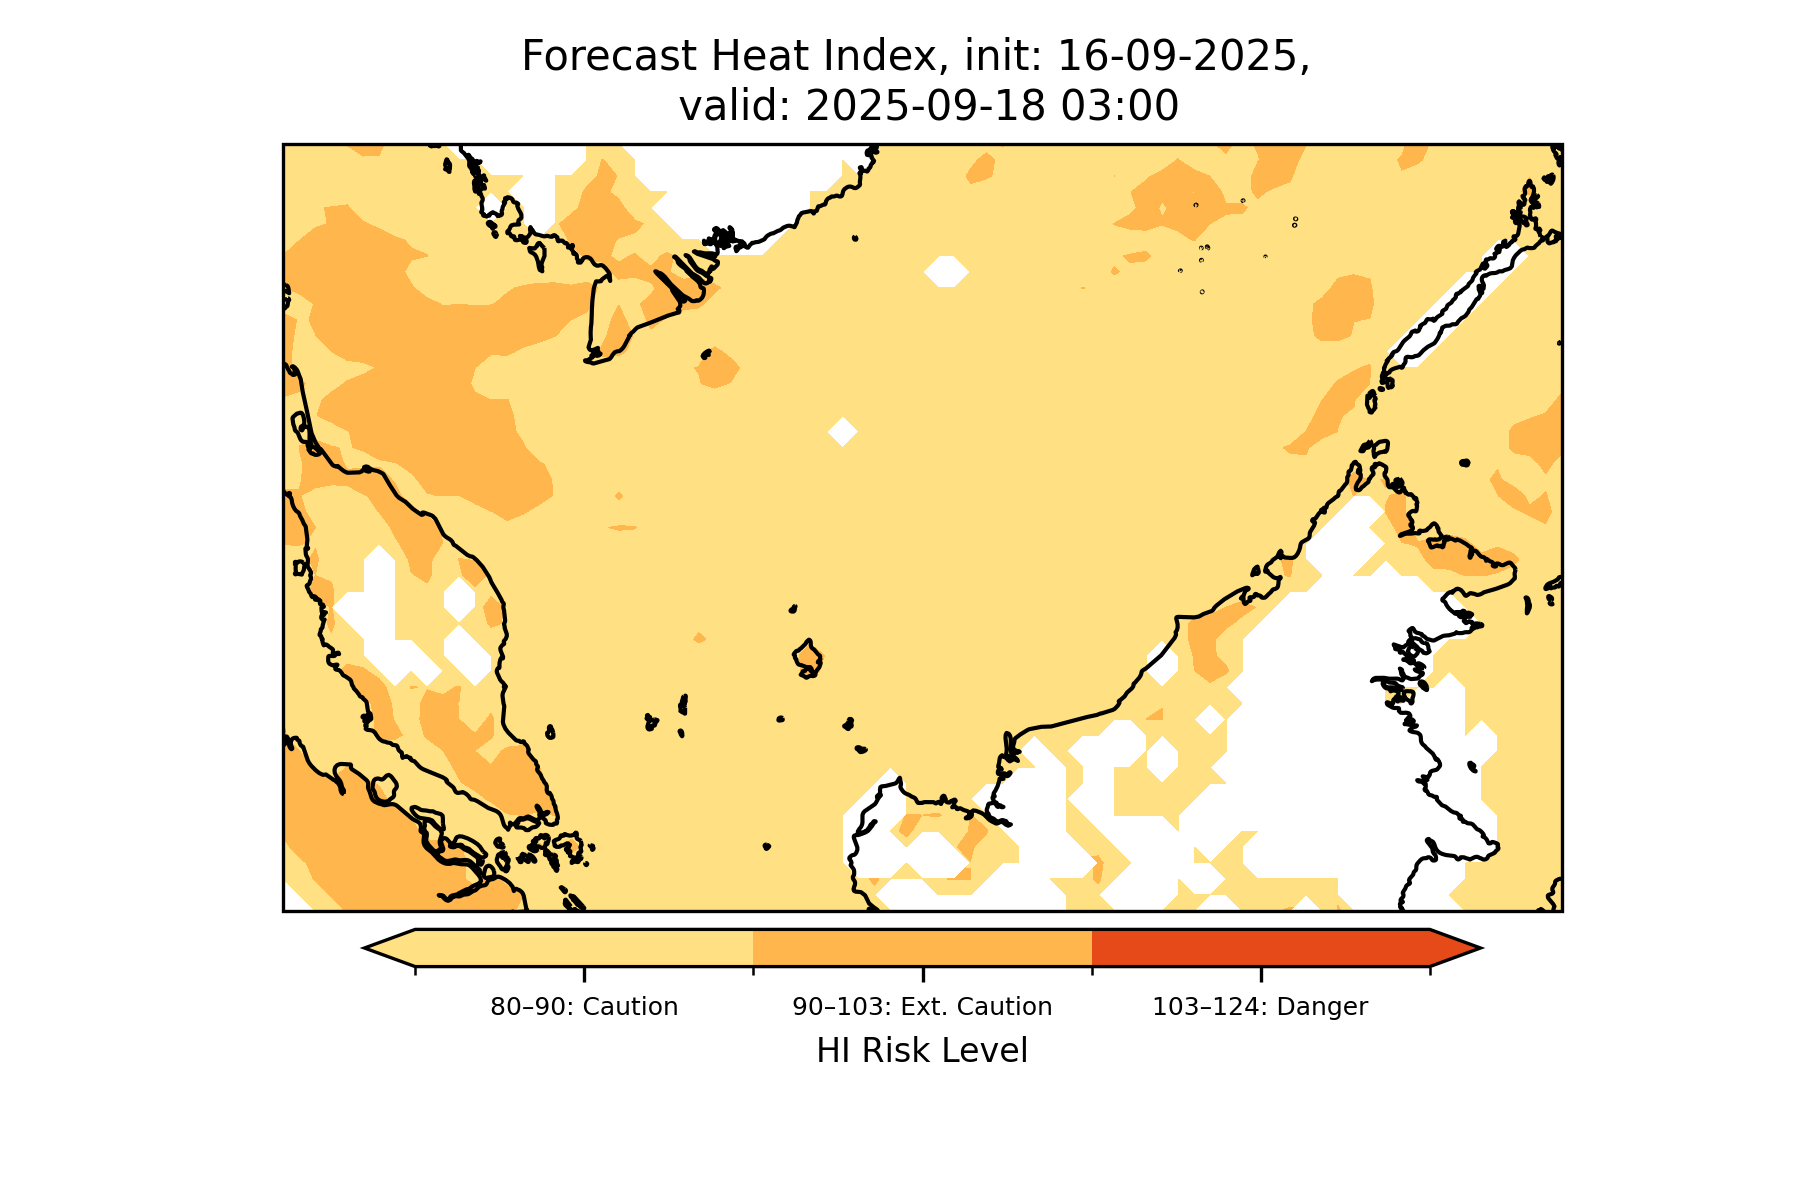 Forecast Heat Index, init: 16-09-2025,
valid: 2025-09-18 03:00
80–90: Caution
90–103: Ext. Caution
103–124: Danger
HI Risk Level